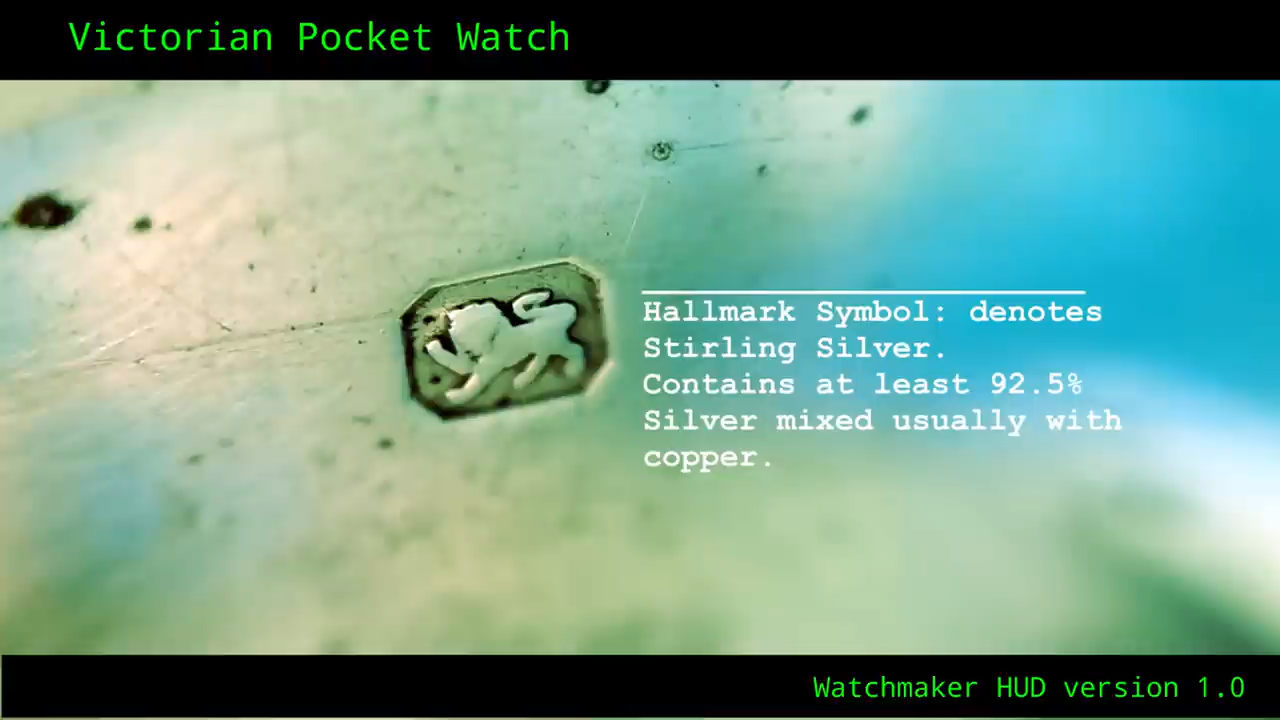 Victorian Pocket Watch
Hallmark Symbol: denotes
Stirling Silver.
Contains at least 92.5%
Silver mixed usually with
copper.
Watchmaker HUD version 1.0